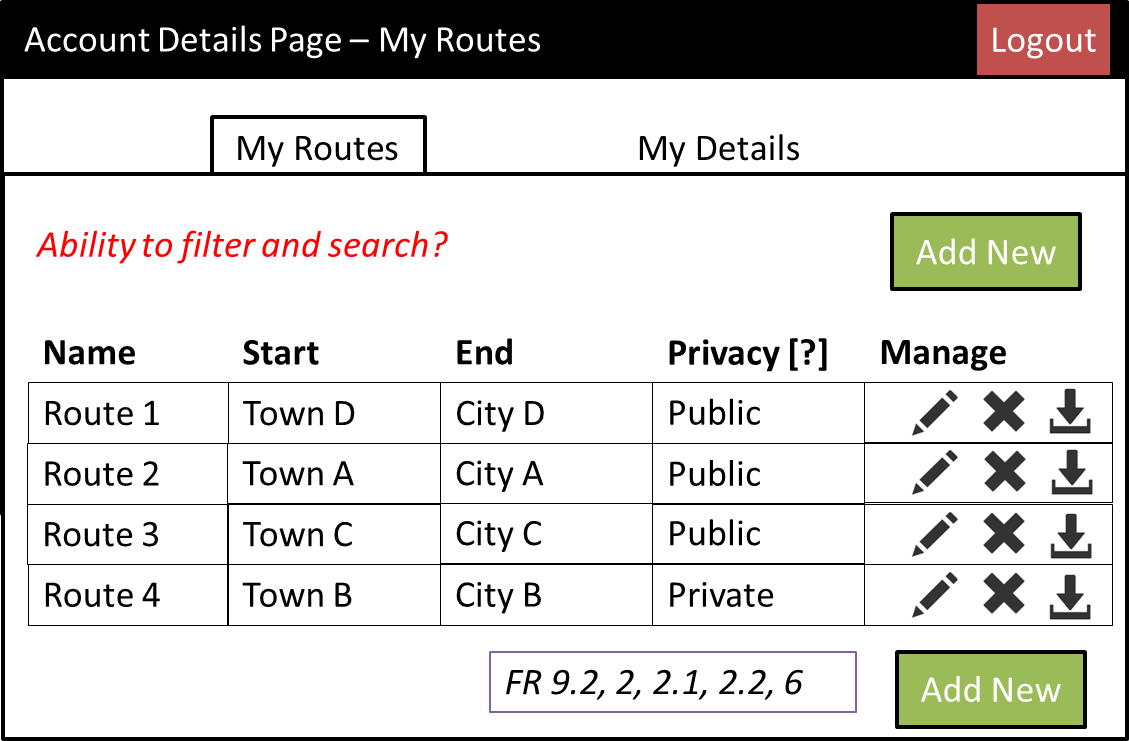 Account Details Page – My Routes
Logout
My Routes
My Details
Ability to filter and search?
Add New
Name Start End Privacy [?] Manage
Route 1 Town D City D Public
Route 2 Town A City A Public
Route 3 Town C City C Public
Route 4 Town B City B Private
FR 9.2, 2, 2.1, 2.2, 6
Add New